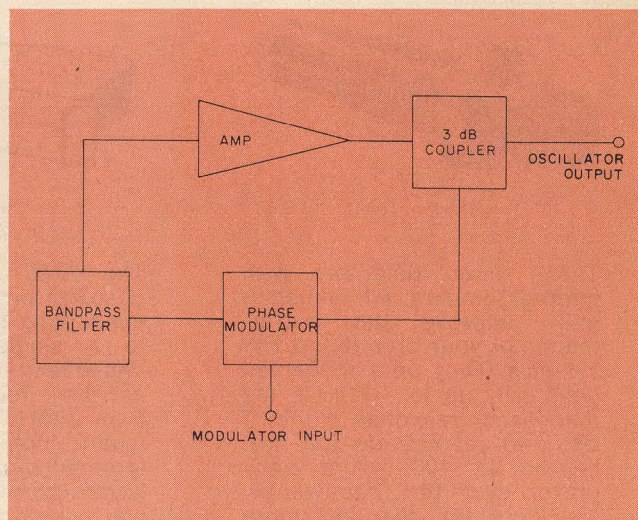 AMP
3 dB
COUPLER
OSCILLATOR
OUTPUT
BANDPASS
FILTER
PHASE
MODULATOR
MODULATOR INPUT